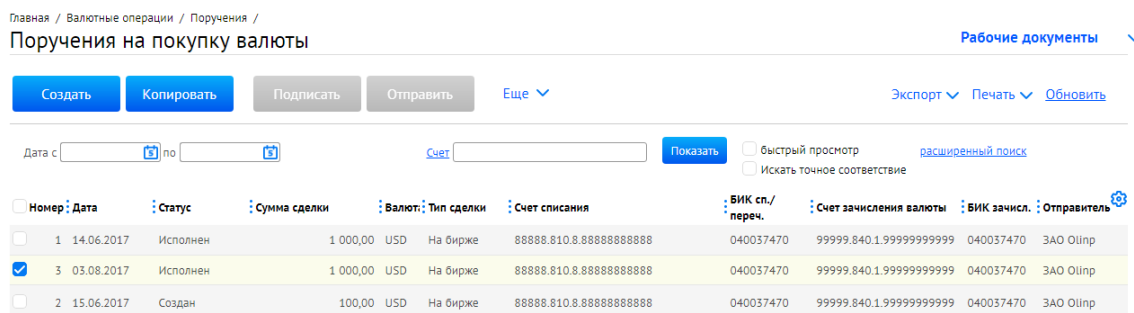 Главная / Валютные операции / Поручения /
Поручения на покупку валюты
Рабочие документы
Создать Копировать Подписать Отправить Еще Экспорт Печать Обновить
Дата с по Счет Показать быстрый просмотр расширенный поиск
Искать точное соответствие
Номер Дата Статус Сумма сделки Валют Тип сделки Счет списания БИК сп./ переч. Счет зачисления валюты БИК зачисл. Отправитель
1 14.06.2017 Исполнен 1 000,00 USD На бирже 88888.810.8.88888888888 040037470 99999.840.1.99999999999 040037470 ЗАО Olinp
3 03.08.2017 Исполнен 1 000,00 USD На бирже 88888.810.8.88888888888 040037470 99999.840.1.99999999999 040037470 ЗАО Olinp
2 15.06.2017 Создан 100,00 USD На бирже 88888.810.8.88888888888 040037470 99999.840.1.99999999999 040037470 ЗАО Olinp